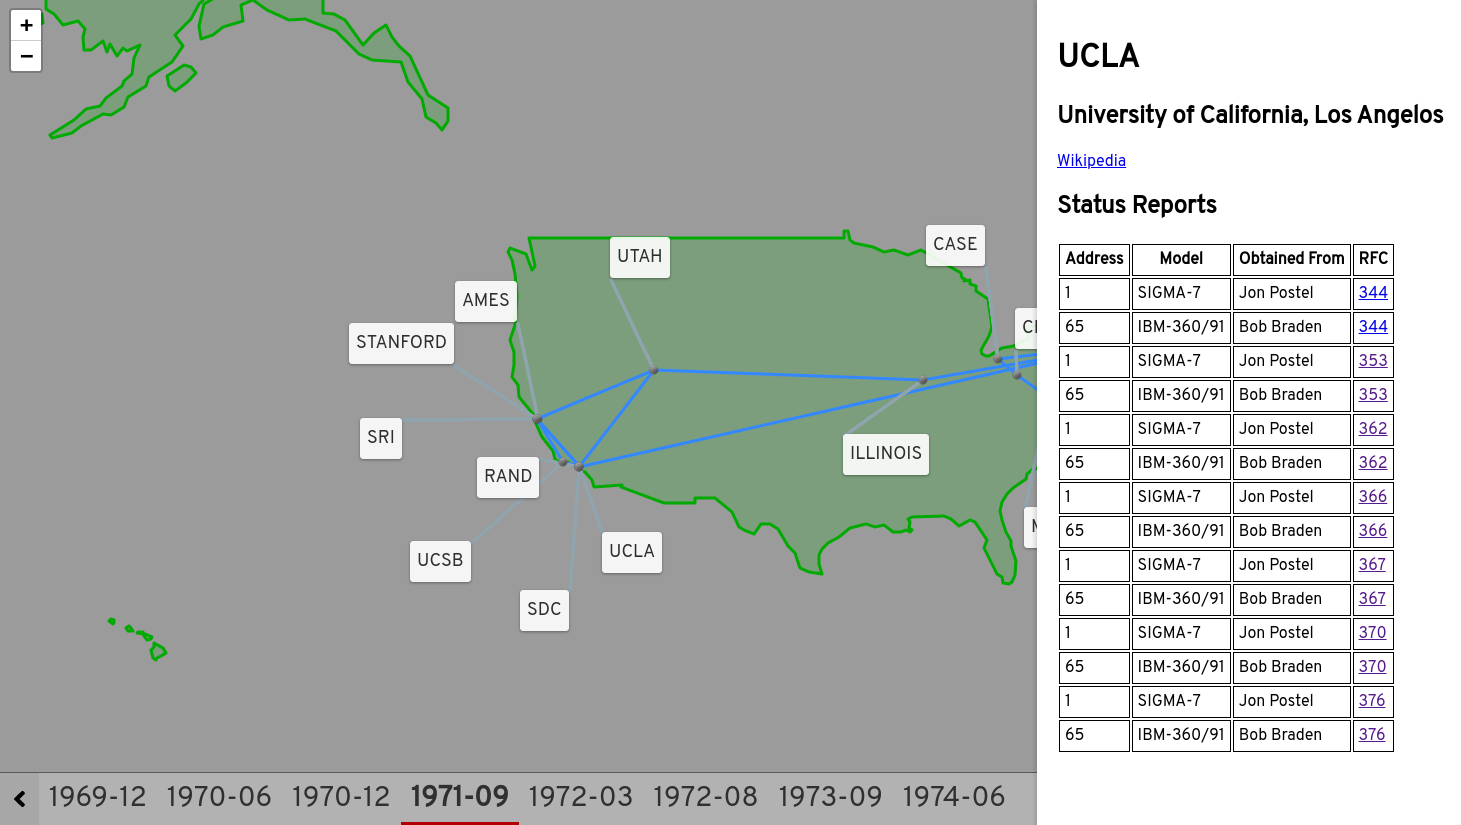 +
−
UTAH
CASE
AMES
STANFORD
SRI
RAND
ILLINOIS
UCSB
UCLA
SDC
1969-12 1970-06 1970-12 1971-09 1972-03 1972-08 1973-09 1974-06
UCLA
University of California, Los Angelos
Wikipedia
Status Reports
Address Model Obtained From RFC
1 SIGMA-7 Jon Postel 344
65 IBM-360/91 Bob Braden 344
1 SIGMA-7 Jon Postel 353
65 IBM-360/91 Bob Braden 353
1 SIGMA-7 Jon Postel 362
65 IBM-360/91 Bob Braden 362
1 SIGMA-7 Jon Postel 366
65 IBM-360/91 Bob Braden 366
1 SIGMA-7 Jon Postel 367
65 IBM-360/91 Bob Braden 367
1 SIGMA-7 Jon Postel 370
65 IBM-360/91 Bob Braden 370
1 SIGMA-7 Jon Postel 376
65 IBM-360/91 Bob Braden 376